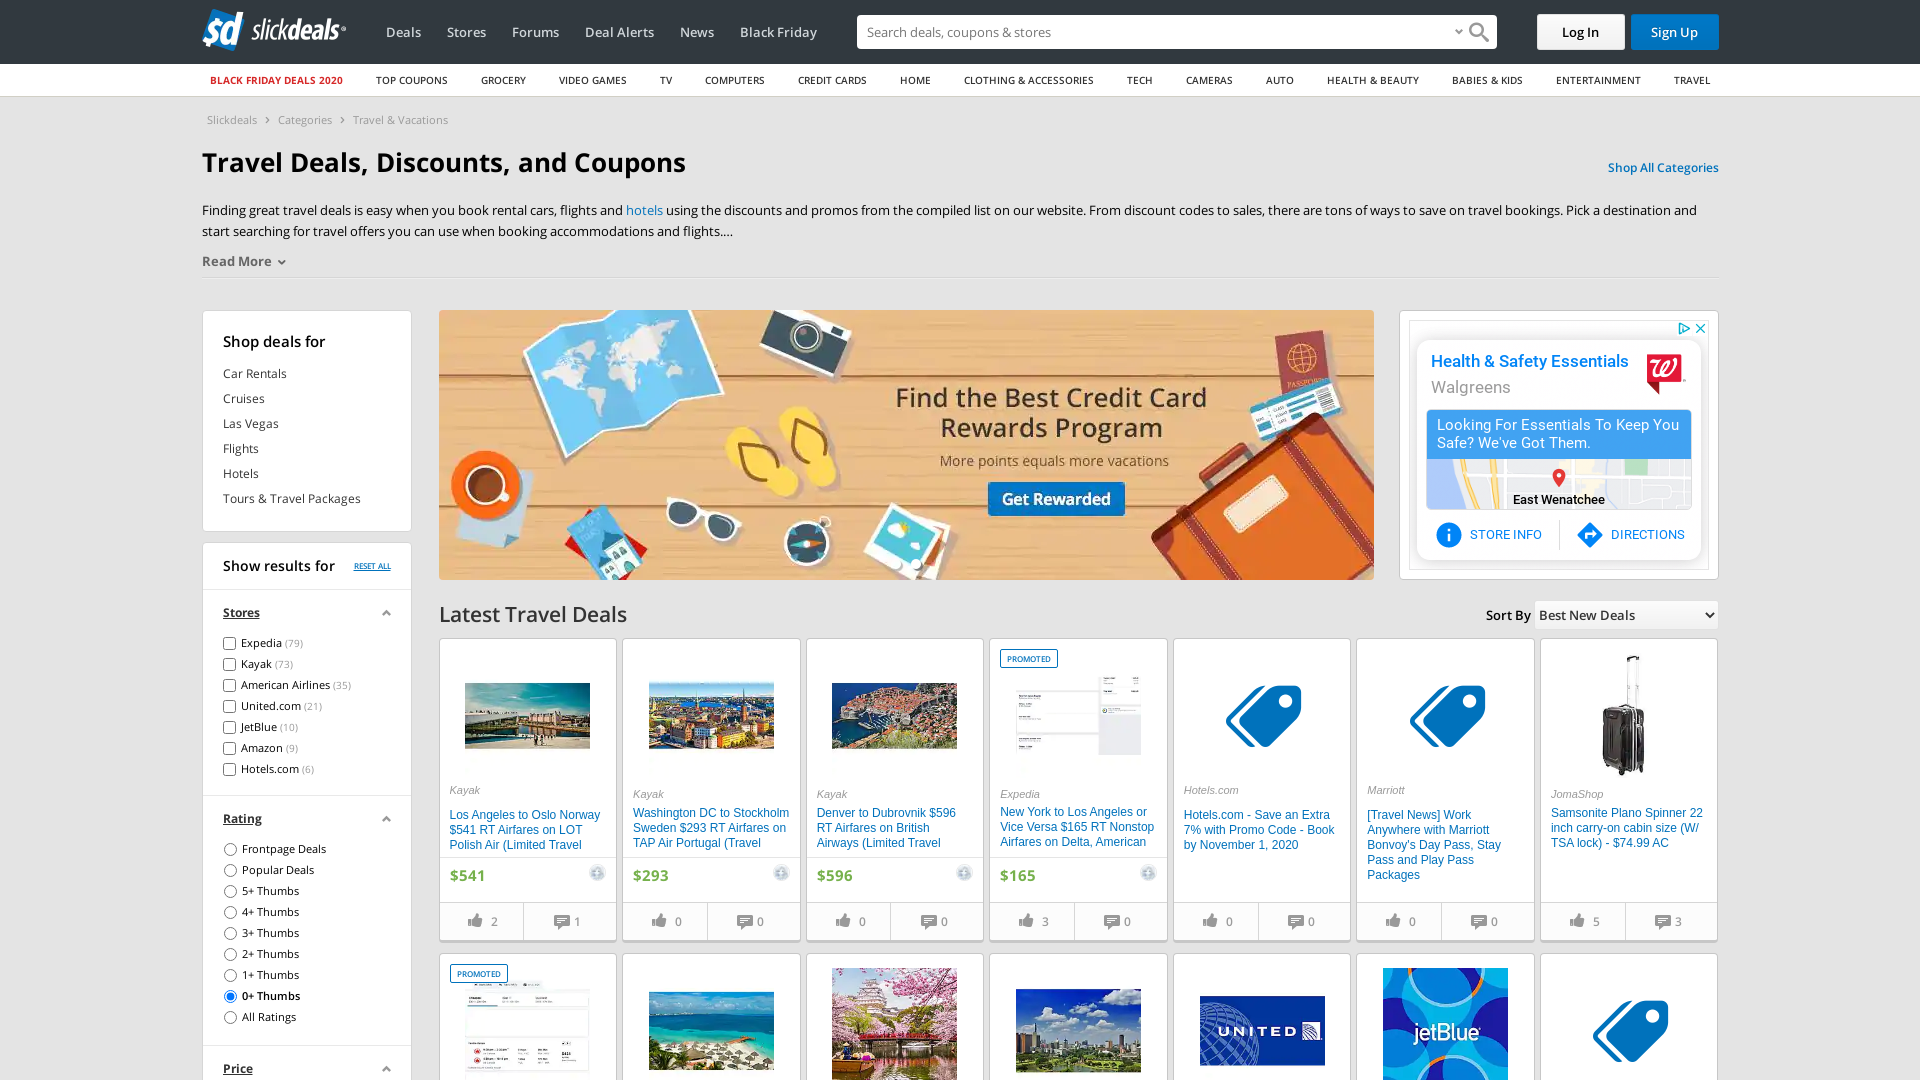 slickdeals
Deals
Stores
Forums
Deal Alerts
News
Black Friday
Search deals, coupons & stores
Log In
Sign Up
BLACK FRIDAY DEALS 2020
TOP COUPONS
GROCERY
VIDEO GAMES
TV
COMPUTERS
CREDIT CARDS
HOME
CLOTHING & ACCESSORIES
TECH
CAMERAS
AUTO
HEALTH & BEAUTY
BABIES & KIDS
ENTERTAINMENT
TRAVEL
Slickdeals
Categories
Travel & Vacations
Travel Deals, Discounts, and Coupons
Shop All Categories
Finding great travel deals is easy when you book rental cars, flights and hotels using the discounts and promos from the compiled list on our website. From discount codes to sales, there are tons of ways to save on travel bookings. Pick a destination and
start searching for travel offers you can use when booking accommodations and flights....
Read More
Shop deals for
Car Rentals
Cruises
Las Vegas
Flights
Hotels
Tours & Travel Packages
Show results for
RESET ALL
Stores
Expedia (79)
Kayak (73)
American Airlines (35)
United.com (21)
JetBlue (10)
Amazon (9)
Hotels.com (6)
Rating
Frontpage Deals
Popular Deals
5+ Thumbs
4+ Thumbs
3+ Thumbs
2+ Thumbs
1+ Thumbs
0+ Thumbs
All Ratings
Price
PASSPORT
Find the Best Credit Card
Rewards Program
More points equals more vacations
Get Rewarded
Health & Safety Essentials
Walgreens
Looking For Essentials To Keep You
Safe? We've Got Them.
East Wenatchee
STORE INFO
DIRECTIONS
Latest Travel Deals
Sort By
Best New Deals
Kayak
Los Angeles to Oslo Norway
$541 RT Airfares on LOT
Polish Air (Limited Travel
$541
2
1
Kayak
Washington DC to Stockholm
Sweden $293 RT Airfares on
TAP Air Portugal (Travel
$293
0
0
Kayak
Denver to Dubrovnik $596
RT Airfares on British
Airways (Limited Travel
$596
0
0
PROMOTED
Expedia
New York to Los Angeles or
Vice Versa $165 RT Nonstop
Airfares on Delta, American
$165
3
0
Hotels.com
Hotels.com - Save an Extra
7% with Promo Code - Book
by November 1, 2020
0
0
Marriott
[Travel News] Work
Anywhere with Marriott
Bonvoy's Day Pass, Stay
Pass and Play Pass
Packages
0
0
JomaShop
Samsonite Plano Spinner 22
inch carry-on cabin size (W/
TSA lock) - $74.99 AC
5
3
PROMOTED
UNITED
jetBlue